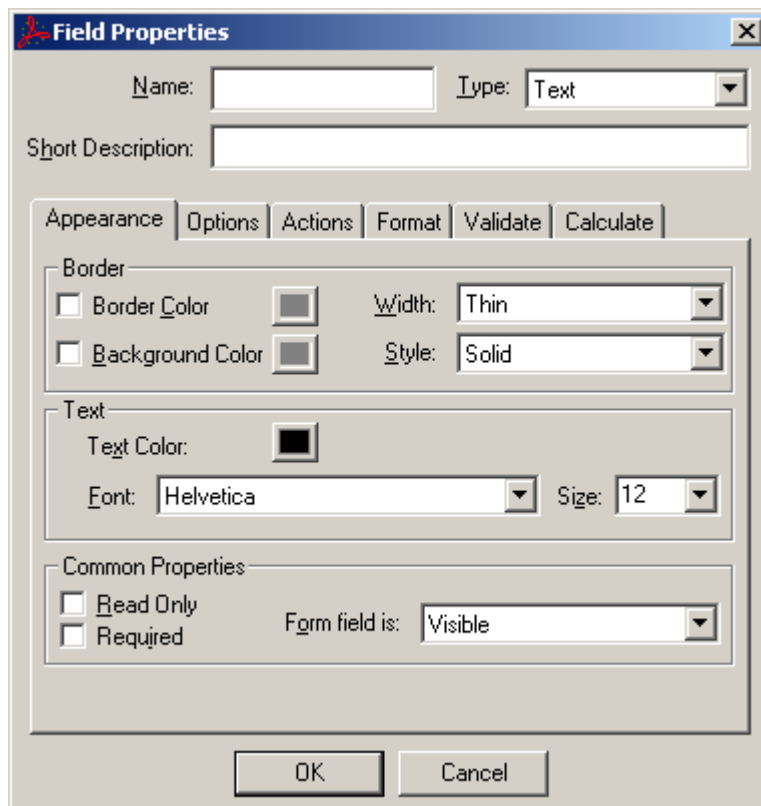 Field Properties
Name: Type: Text
Short Description:
Appearance Options Actions Format Validate Calculate
Border
Border Color Width: Thin
Background Color Style: Solid
Text
Text Color:
Font: Helvetica Size: 12
Common Properties
Read Only
Form field is: Visible
Required
OK Cancel